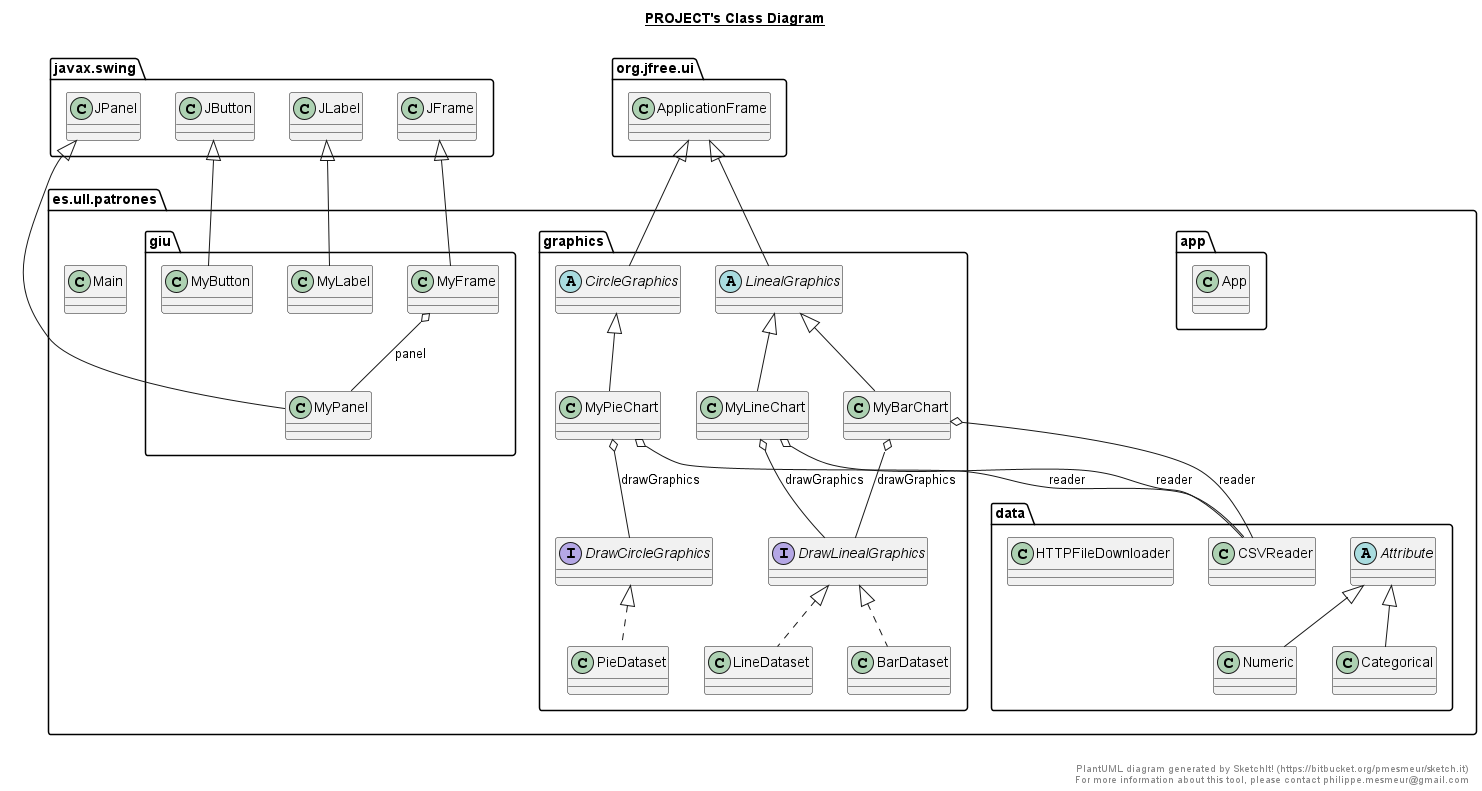 PROJECT's Class Diagram
javax.swing
org.jfree.ui
C JPanel
C JButton
C JLabel
C JFrame
C ApplicationFrame
es.ull.patrones
giu
graphics
app
C Main
C MyButton
C MyLabel
C MyFrame
A CircleGraphics
A LinealGraphics
C App
panel
C MyPanel
C MyPieChart
C MyLineChart
C MyBarChart
drawGraphics
drawGraphics
drawGraphics
reader
reader
reader
data
I DrawCircleGraphics
I DrawLinealGraphics
C HTTPFileDownloader
C CSVReader
A Attribute
C PieDataset
C LineDataset
C BarDataset
C Numeric
C Categorical
PlantUML diagram generated by SketchIt! (https://bitbucket.org/pmesmeur/sketch.it)
For more information about this tool, please contact philippe.mesmeur@gmail.com